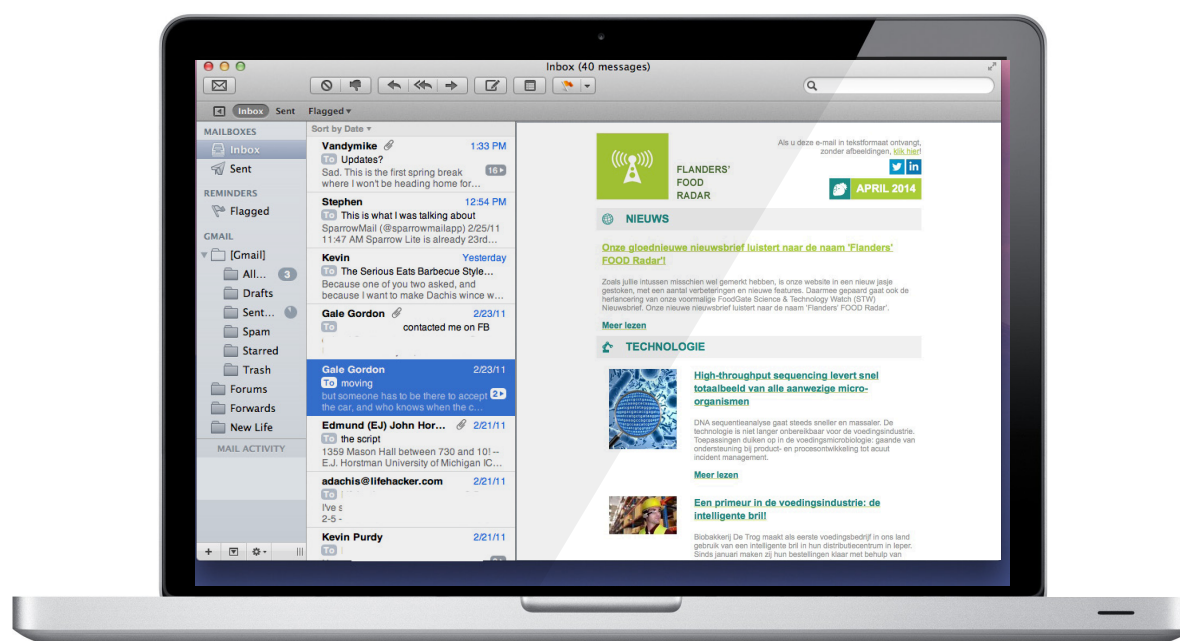 Inbox (40 messages)
Inbox Sent Flagged
MAILBOXES
Inbox
Sent
REMINDERS
Flagged
GMAIL
[Gmail]
All... 3
Drafts
Sent...
Spam
Starred
Trash
Forums
Forwards
New Life
MAIL ACTIVITY
Sort by Date
Vandymike 1:33 PM
To Updates?
Sad. This is the first spring break 16
where I won't be heading home for...
Stephen 12:54 PM
To This is what I was talking about
SparrowMail (@sparrowmailapp) 2/25/11
11:47 AM Sparrow Lite is already 23rd...
Kevin Yesterday
To The Serious Eats Barbecue Style...
Because one of you two asked, and
because I want to make Dachis wince w...
Gale Gordon 2/23/11
To contacted me on FB
Gale Gordon 2/23/11
To moving
but someone has to be there to accept 2
the car, and who knows when the c...
Edmund (EJ) John Hor... 2/21/11
To the script
1359 Mason Hall between 730 and 10! --
E.J. Horstman University of Michigan IC...
adachis@lifehacker.com 2/21/11
To
I've
2-5 -
Kevin Purdy 2/21/11
To
Als u deze e-mail in tekstformaat ontvangt,
zonder afbeeldingen, klik hier!
FLANDERS'
FOOD
RADAR
in
APRIL 2014
NIEUWS
Onze gloednieuwe nieuwsbrief luistert naar de naam 'Flanders'
FOOD Radar'!
Zoals jullie intussen misschien wel gemerkt hebben, is onze website in een nieuw jasje
gestoken, met een aantal verbeteringen en nieuwe features. Daarmee gepaard gaat ook de
herlancering van onze voormalige FoodGate Science & Technology Watch (STW)
Nieuwsbrief. Onze nieuwe nieuwsbrief luistert naar de naam 'Flanders' FOOD Radar'.
Meer lezen
TECHNOLOGIE
High-throughput sequencing levert snel
totaalbeeld van alle aanwezige micro-
organismen
DNA sequentieanalyse gaat steeds sneller en massaler. De
technologie is niet langer onbereikbaar voor de voedingsindustrie.
Toepassingen duiken op in de voedingsmicrobiologie: gaande van
ondersteuning bij product- en procesontwikkeling tot acuut
incident management.
Meer lezen
Een primeur in de voedingsindustrie: de
intelligente bril!
Biobakkerij De Trog maakt als eerste voedingsbedrijf in ons land
gebruik van een intelligente bril in hun distributiecentrum in Ieper.
Sinds januari maken zij hun bestellingen klaar met behulp van